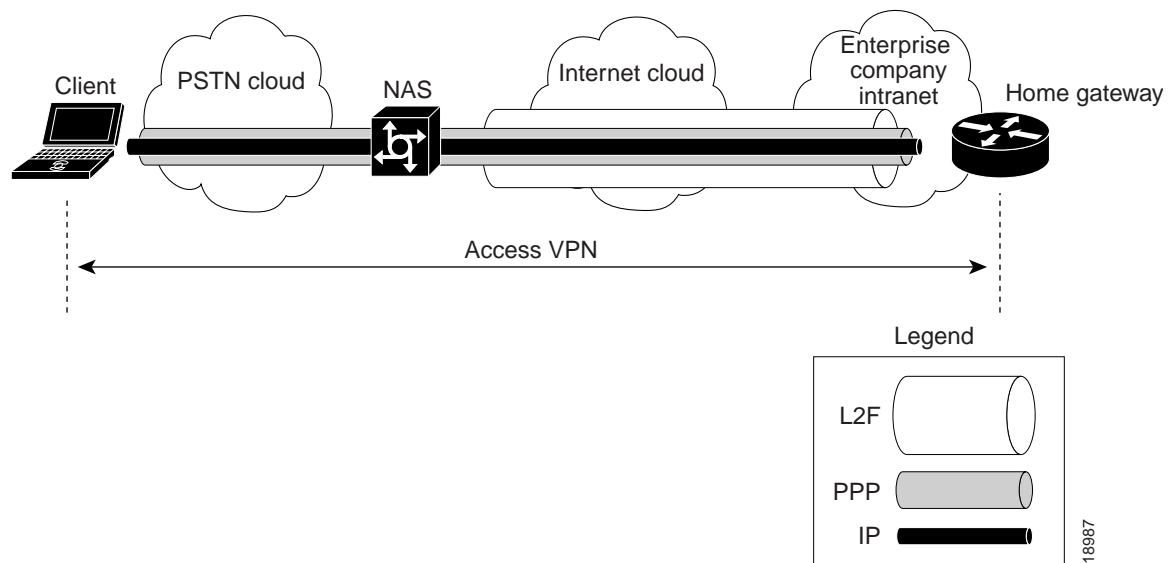 Client
PSTN cloud
NAS
Internet cloud
Enterprise
company
intranet
Home gateway
Access VPN
Legend
L2F
PPP
IP
18987